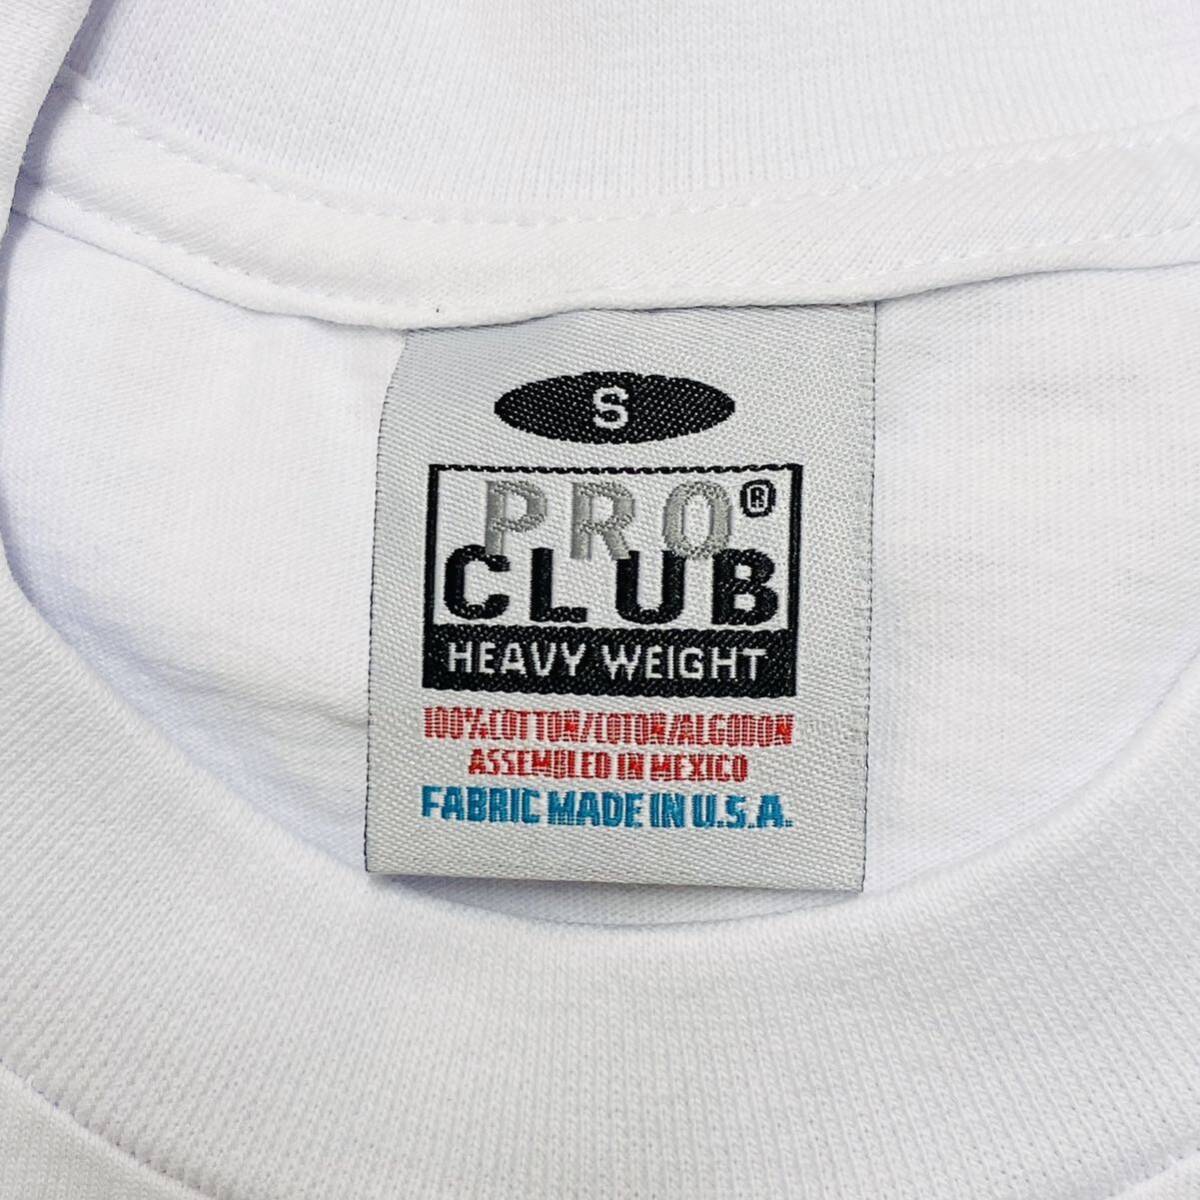 S
PRO®
CLUB
HEAVY WEIGHT
100%COTTON/COTON/ALGODON
ASSEMBLED IN MEXICO
FABRIC MADE IN U.S.A.